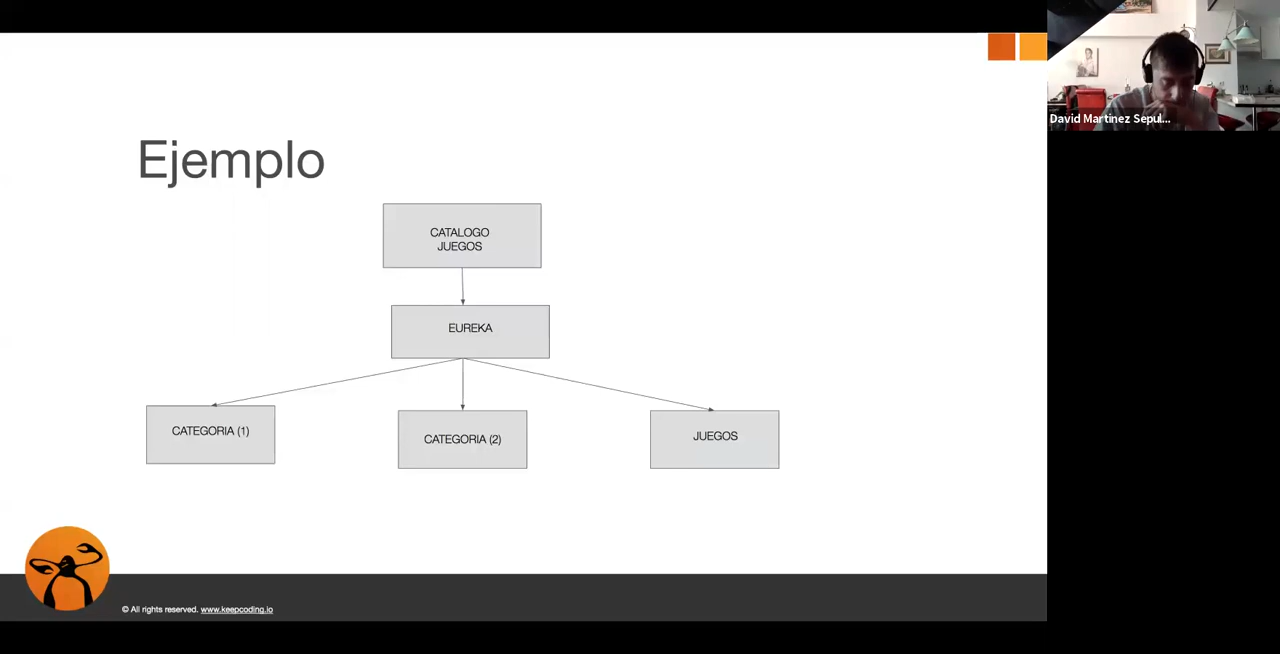 David Martinez Sepul...
Ejemplo
CATALOGO
JUEGOS
EUREKA
CATEGORIA (1)
CATEGORIA (2)
JUEGOS
© All rights reserved. www.keepcoding.io